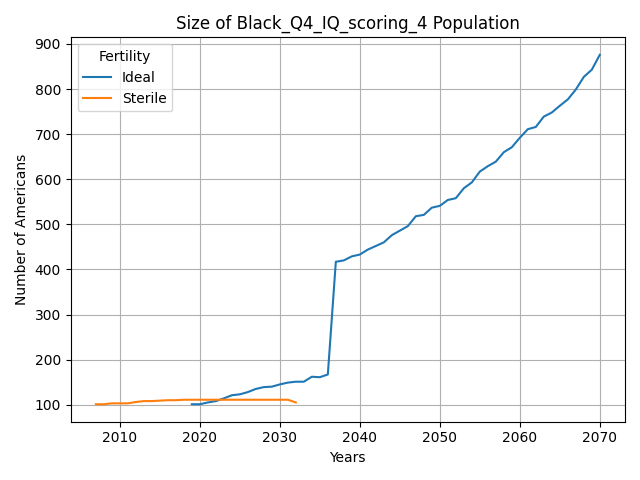 Size of Black_Q4_IQ_scoring_4 Population
Number of Americans
900
800
700
600
500
400
300
200
100
Fertility
Ideal
Sterile
2010 2020 2030 2040 2050 2060 2070
Years